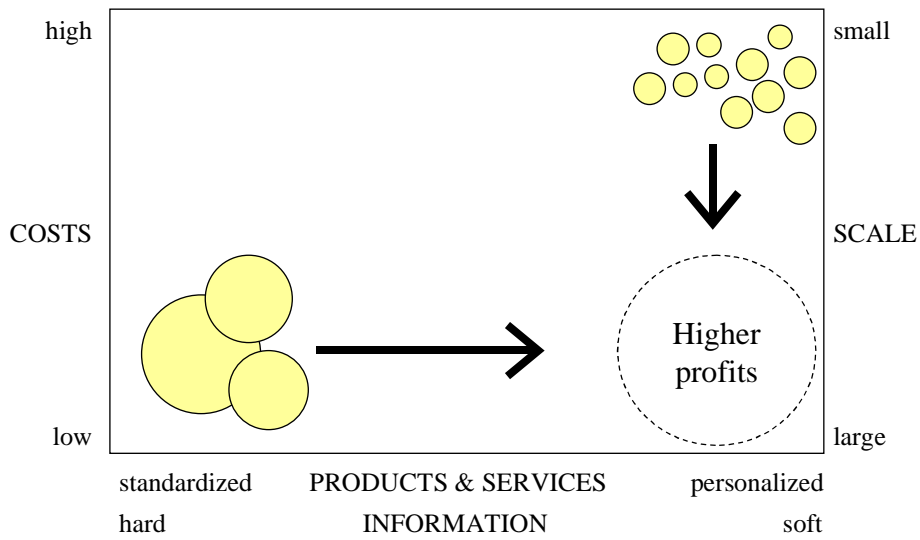 high
small
COSTS
SCALE
Higher
profits
low
large
standardized PRODUCTS & SERVICES personalized
hard INFORMATION soft